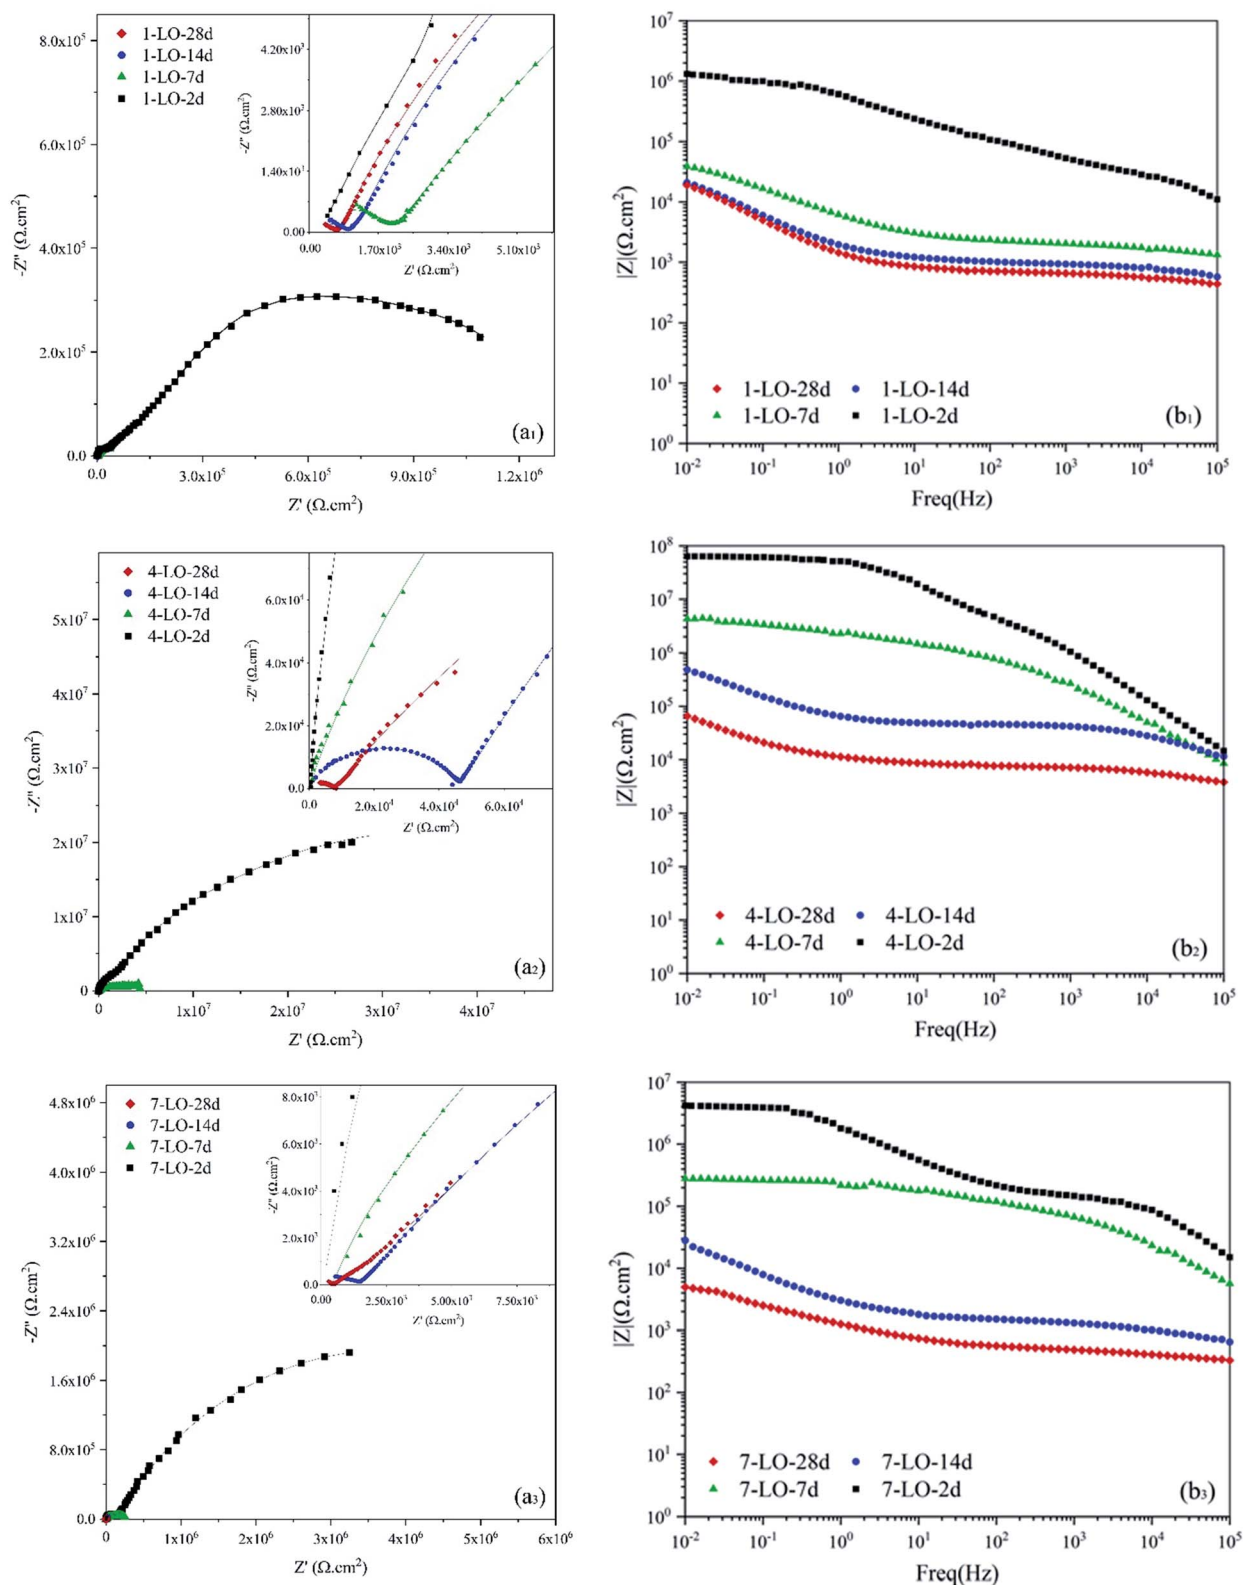 1-LO-28d
1-LO-14d
1-LO-7d
1-LO-2d
8.0x10⁵
6.0x10⁵
4.0x10⁵
2.0x10⁵
0.0
-Z'' (Ω.cm²)
0.0
3.0x10⁵
6.0x10⁵
9.0x10⁵
1.2x10⁶
Z' (Ω.cm²)
(a₁)
4.20x10³
2.80x10³
1.40x10³
0.00
-Z'' (Ω.cm²)
0.00
1.70x10³
3.40x10³
5.10x10³
Z' (Ω.cm²)
10⁷
10⁶
10⁵
10⁴
10³
10²
10¹
10⁰
|Z|(Ω.cm²)
1-LO-28d 1-LO-14d
1-LO-7d 1-LO-2d
(b₁)
10⁻² 10⁻¹ 10⁰ 10¹ 10² 10³ 10⁴ 10⁵
Freq(Hz)
4-LO-28d
4-LO-14d
4-LO-7d
4-LO-2d
5x10⁷
4x10⁷
3x10⁷
2x10⁷
1x10⁷
0
-Z'' (Ω.cm²)
0
1x10⁷
2x10⁷
3x10⁷
4x10⁷
Z' (Ω.cm²)
(a₂)
6.0x10⁴
4.0x10⁴
2.0x10⁴
0.0
-Z'' (Ω.cm²)
0.0
2.0x10⁴
4.0x10⁴
6.0x10⁴
Z' (Ω.cm²)
10⁸
10⁷
10⁶
10⁵
10⁴
10³
10²
10¹
10⁰
|Z|(Ω.cm²)
4-LO-28d 4-LO-14d
4-LO-7d 4-LO-2d
(b₂)
10⁻² 10⁻¹ 10⁰ 10¹ 10² 10³ 10⁴ 10⁵
Freq(Hz)
7-LO-28d
7-LO-14d
7-LO-7d
7-LO-2d
4.8x10⁶
4.0x10⁶
3.2x10⁶
2.4x10⁶
1.6x10⁶
8.0x10⁵
0.0
-Z'' (Ω.cm²)
0
1x10⁶
2x10⁶
3x10⁶
4x10⁶
5x10⁶
6x10⁶
Z' (Ω.cm²)
(a₃)
8.0x10³
6.0x10³
4.0x10³
2.0x10³
0.0
-Z'' (Ω.cm²)
0.00
2.50x10³
5.00x10³
7.50x10³
Z' (Ω.cm²)
10⁷
10⁶
10⁵
10⁴
10³
10²
10¹
10⁰
|Z|(Ω.cm²)
7-LO-28d 7-LO-14d
7-LO-7d 7-LO-2d
(b₃)
10⁻² 10⁻¹ 10⁰ 10¹ 10² 10³ 10⁴ 10⁵
Freq(Hz)